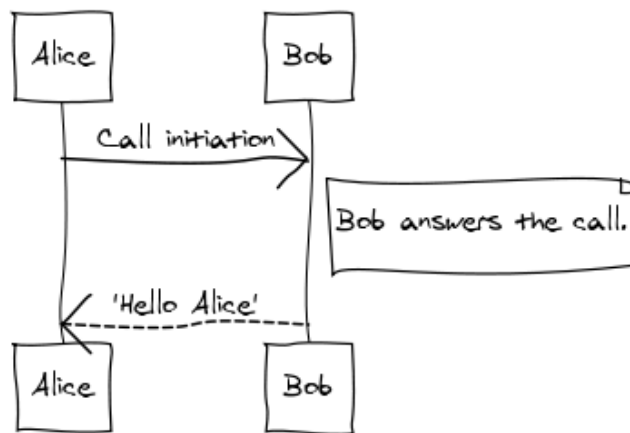 Alice
Bob
Call initiation
Bob answers the call.
'Hello Alice'
Alice
Bob